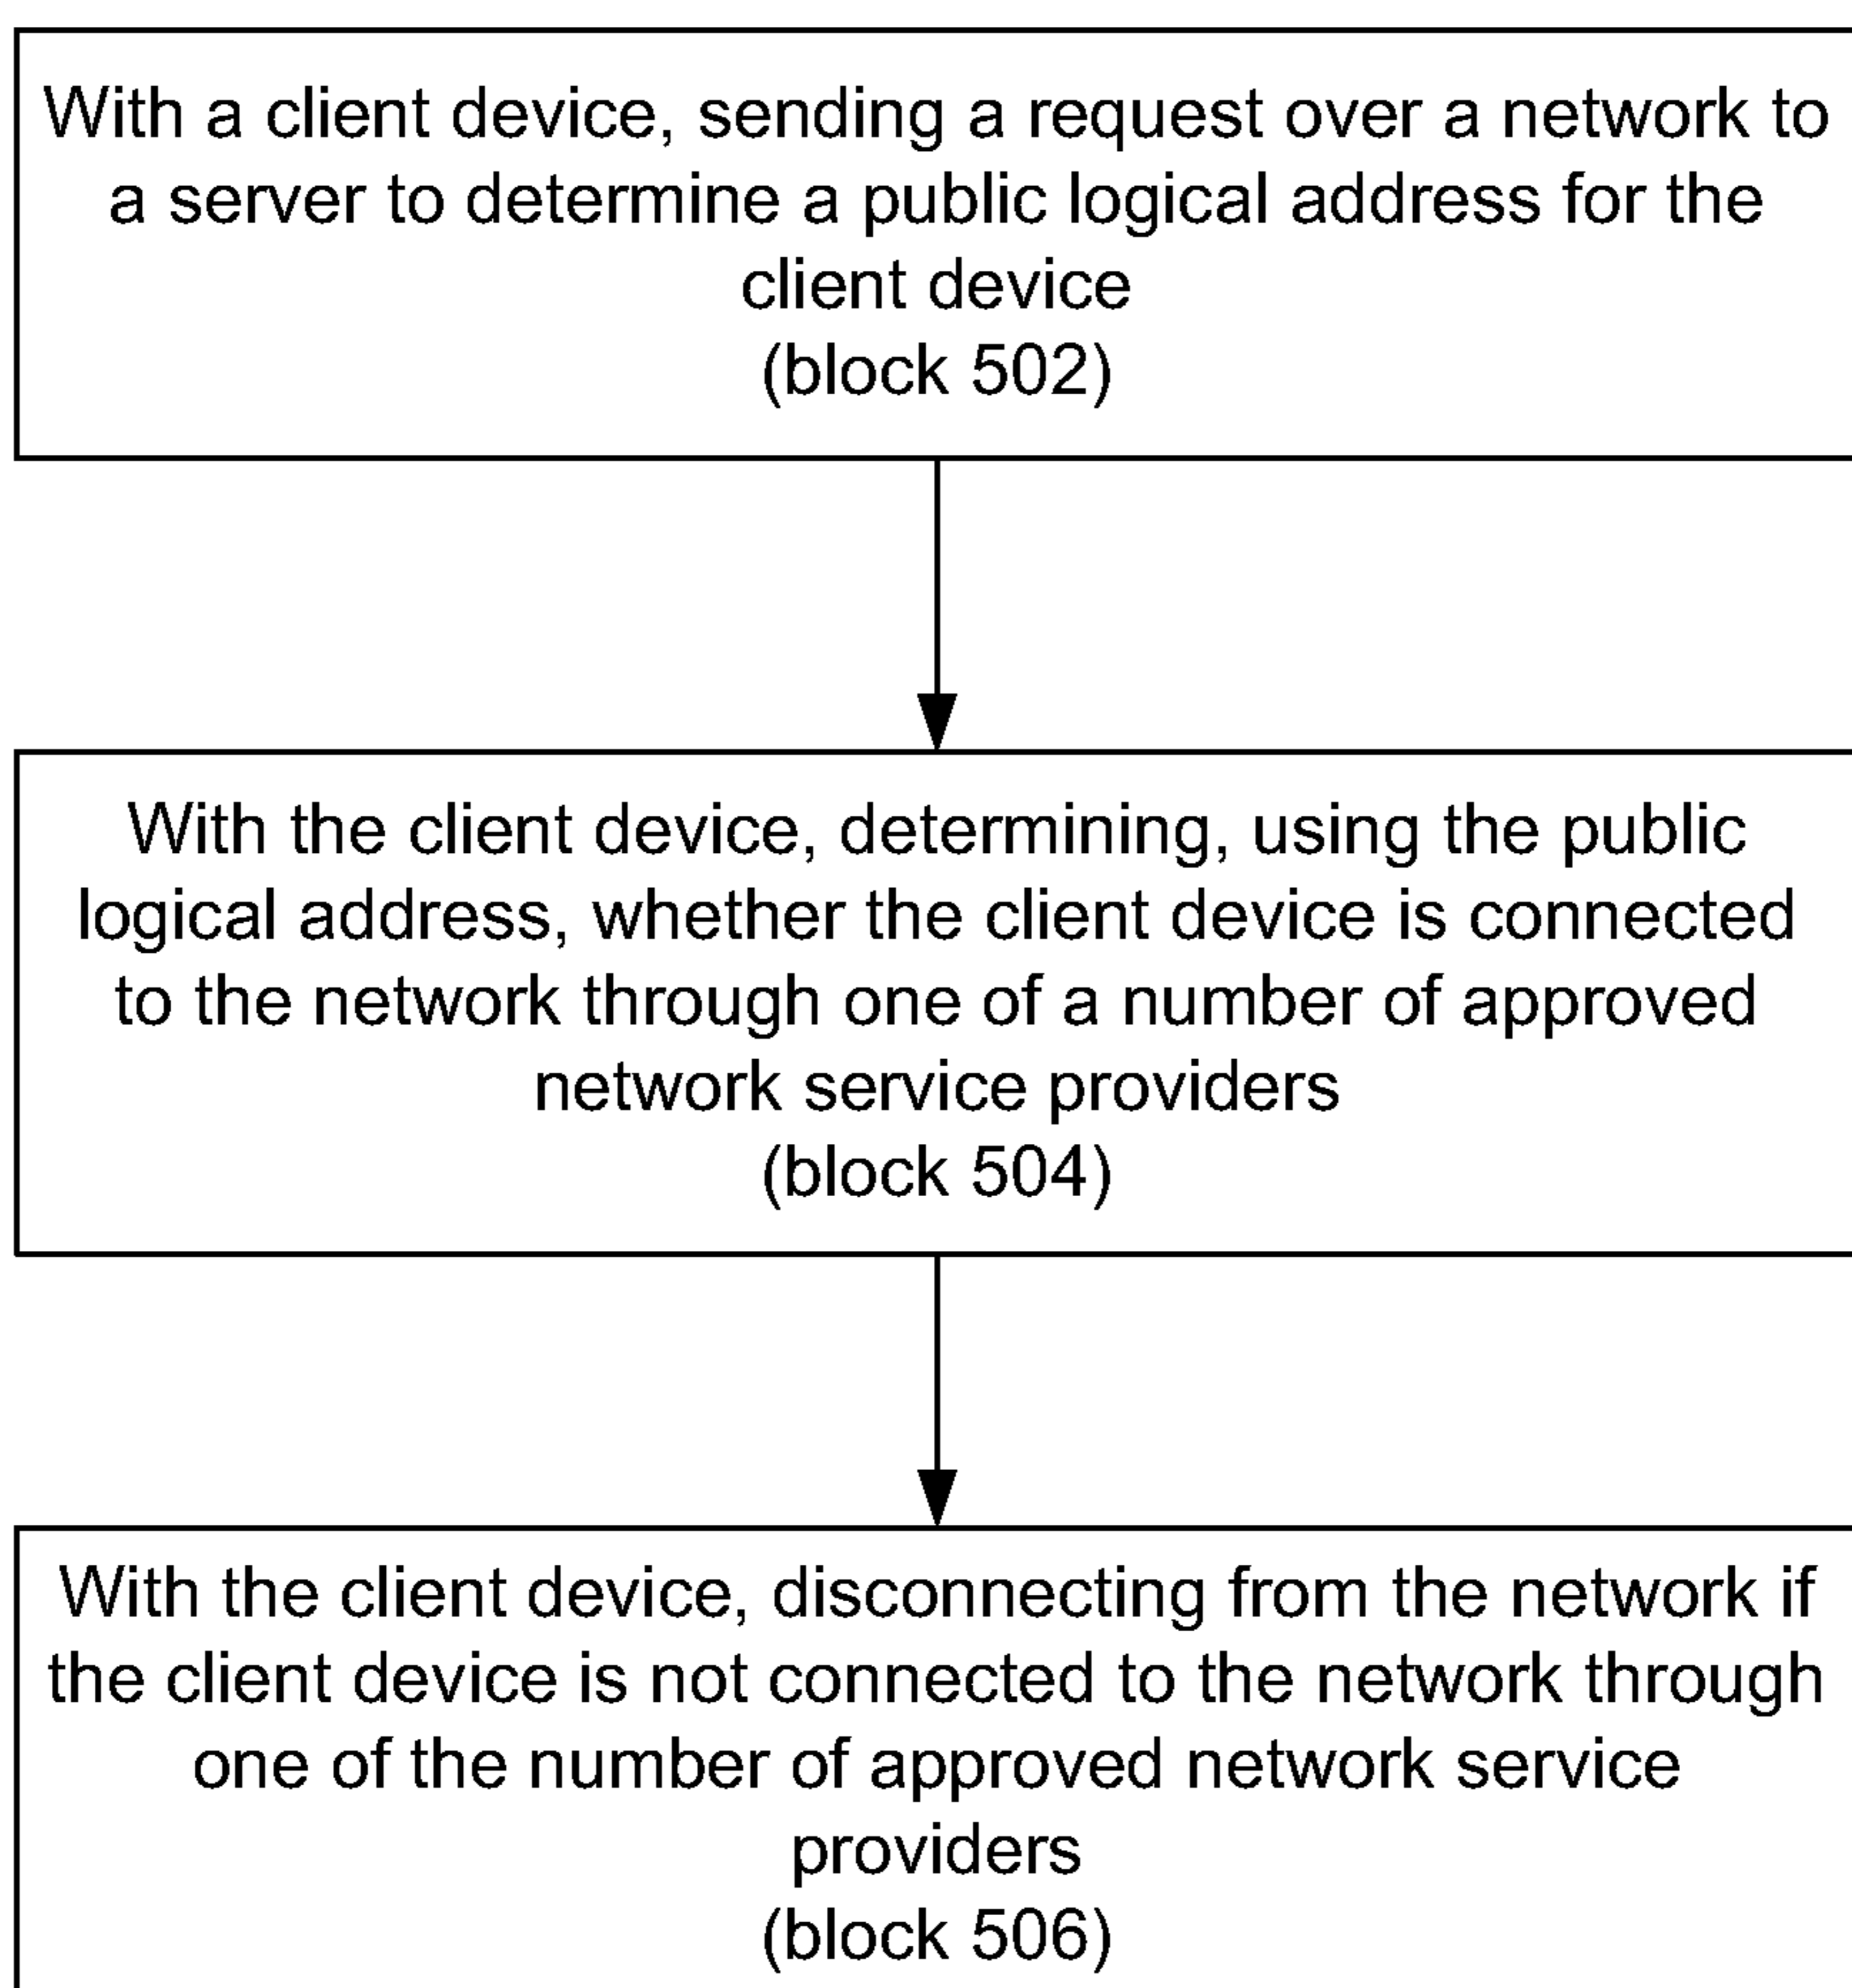 With a client device, sending a request over a network to
a server to determine a public logical address for the
client device
(block 502)
With the client device, determining, using the public
logical address, whether the client device is connected
to the network through one of a number of approved
network service providers
(block 504)
With the client device, disconnecting from the network if
the client device is not connected to the network through
one of the number of approved network service
providers
(block 506)